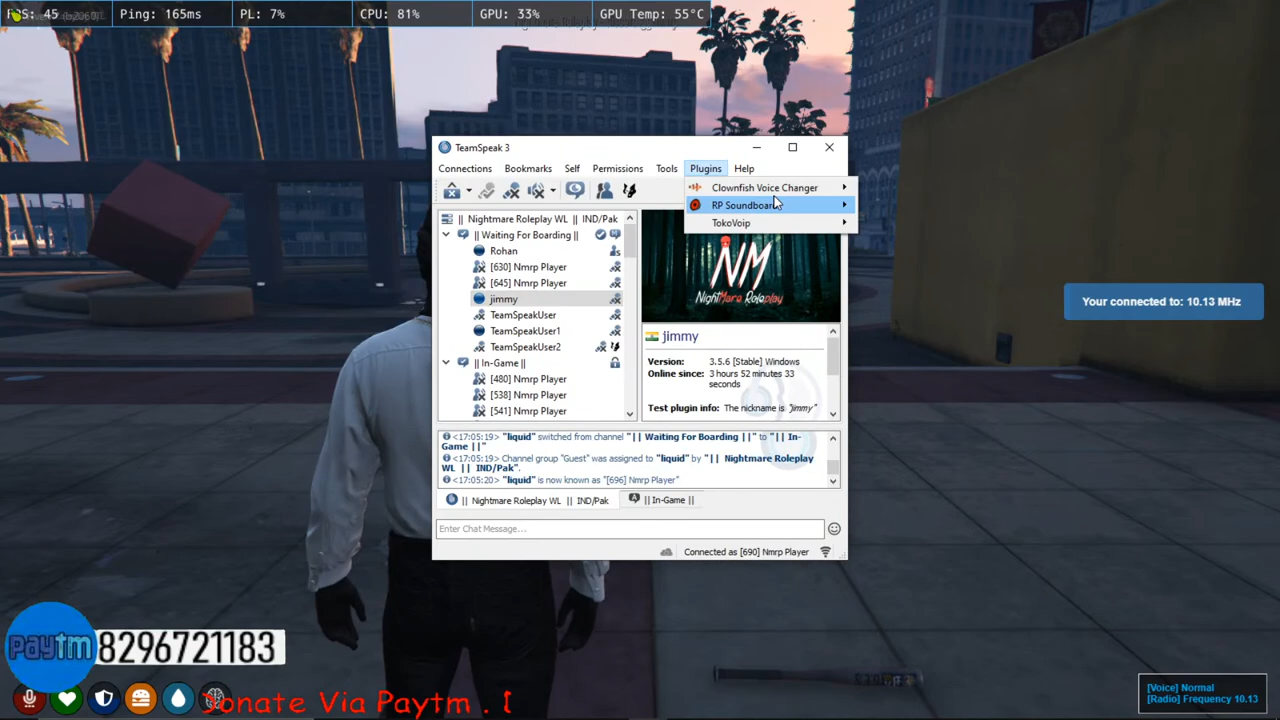 FPS: 45 Ping: 165ms PL: 7% CPU: 81% GPU: 33% GPU Temp: 55°C
TeamSpeak 3
Connections Bookmarks Self Permissions Tools Plugins Help
Clownfish Voice Changer
RP Soundboard
TokoVoip
|| Nightmare Roleplay WL || IND/Pak
|| Waiting For Boarding ||
Rohan
[630] Nmrp Player
[645] Nmrp Player
jimmy
TeamSpeakUser
TeamSpeakUser1
TeamSpeakUser2
|| In-Game ||
[480] Nmrp Player
[538] Nmrp Player
[541] Nmrp Player
NM
NightMare Roleplay
jimmy
Version: 3.5.6 [Stable] Windows
Online since: 3 hours 52 minutes 33
seconds
Test plugin info: The nickname is "jimmy"
<17:05:19> "liquid" switched from channel "|| Waiting For Boarding ||" to "|| In-
Game ||"
<17:05:19> Channel group "Guest" was assigned to "liquid" by "|| Nightmare Roleplay
WL || IND/Pak".
<17:05:20> "liquid" is now known as "[696] Nmrp Player"
|| Nightmare Roleplay WL || IND/Pak || In-Game ||
Enter Chat Message...
Connected as [690] Nmrp Player
Your connected to: 10.13 MHz
paytm 8296721183
Donate Via Paytm . [
[Voice] Normal
[Radio] Frequency 10.13